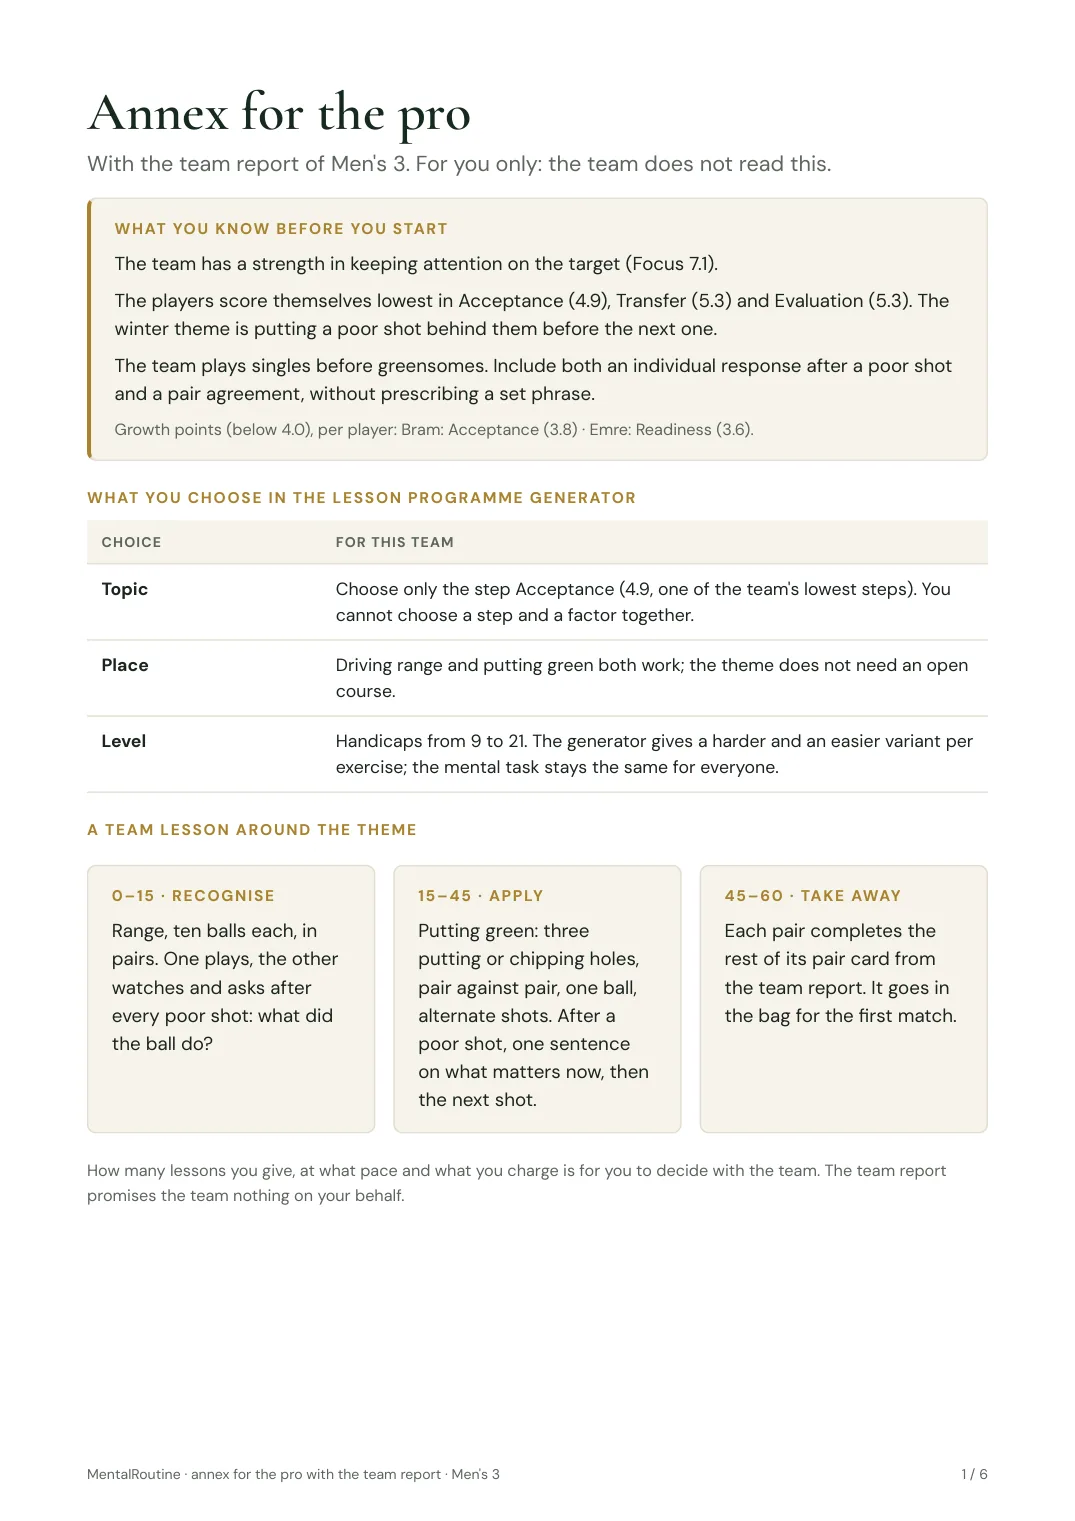 Annex for the pro
With the team report of Men's 3. For you only: the team does not read this.
WHAT YOU KNOW BEFORE YOU START
The team has a strength in keeping attention on the target (Focus 7.1).
The players score themselves lowest in Acceptance (4.9), Transfer (5.3) and Evaluation (5.3). The
winter theme is putting a poor shot behind them before the next one.
The team plays singles before greensomes. Include both an individual response after a poor shot
and a pair agreement, without prescribing a set phrase.
Growth points (below 4.0), per player: Bram: Acceptance (3.8) · Emre: Readiness (3.6).
WHAT YOU CHOOSE IN THE LESSON PROGRAMME GENERATOR
CHOICE
FOR THIS TEAM
Topic
Choose only the step Acceptance (4.9, one of the team's lowest steps). You
cannot choose a step and a factor together.
Place
Driving range and putting green both work; the theme does not need an open
course.
Level
Handicaps from 9 to 21. The generator gives a harder and an easier variant per
exercise; the mental task stays the same for everyone.
A TEAM LESSON AROUND THE THEME
0–15 · RECOGNISE
Range, ten balls each, in
pairs. One plays, the other
watches and asks after
every poor shot: what did
the ball do?
15–45 · APPLY
Putting green: three
putting or chipping holes,
pair against pair, one ball,
alternate shots. After a
poor shot, one sentence
on what matters now, then
the next shot.
45–60 · TAKE AWAY
Each pair completes the
rest of its pair card from
the team report. It goes in
the bag for the first match.
How many lessons you give, at what pace and what you charge is for you to decide with the team. The team report
promises the team nothing on your behalf.
MentalRoutine · annex for the pro with the team report · Men's 3
1 / 6